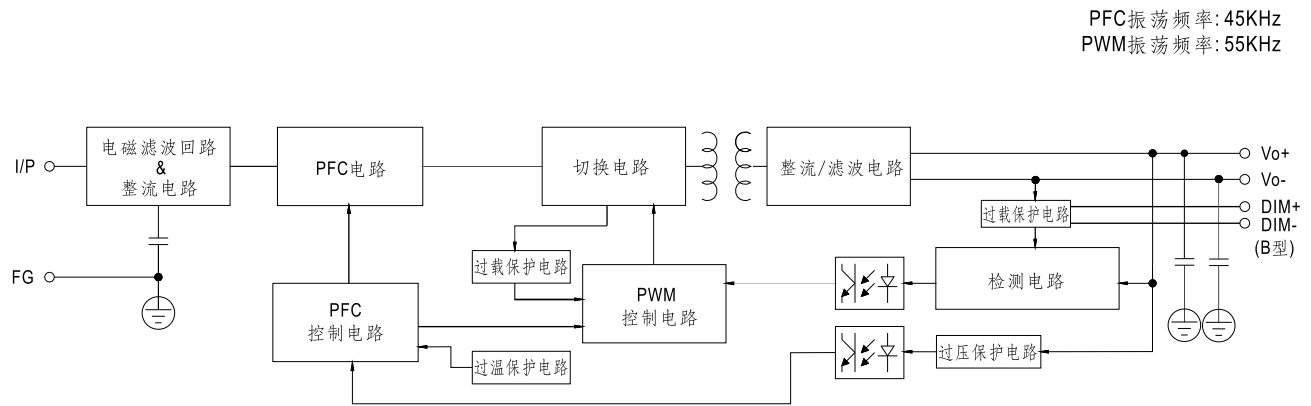 PFC振荡频率: 45KHz
PWM振荡频率: 55KHz
I/P
电磁滤波回路
&
整流电路
PFC电路
切换电路
整流/滤波电路
Vo+
Vo-
DIM+
DIM-
(B型)
过载保护电路
FG
过载保护电路
检测电路
PFC
控制电路
PWM
控制电路
过温保护电路
过压保护电路